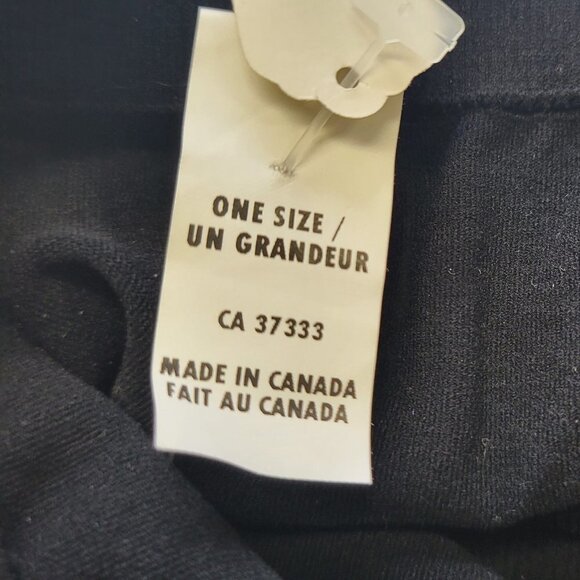 ONE SIZE /
UN GRANDEUR
CA 37333
MADE IN CANADA
FAIT AU CANADA